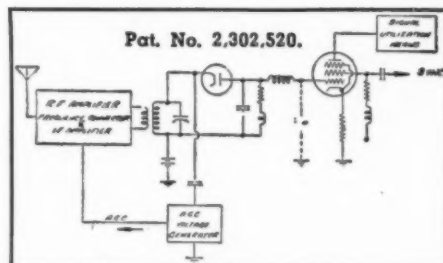 Pat. No. 2,302,520.
SIGNAL
UTILIZATION
MEANS
R.F. AMPLIFIER
FREQUENCY CONVERTER
I.F. AMPLIFIER
A.G.C.
VOLTAGE
GENERATOR